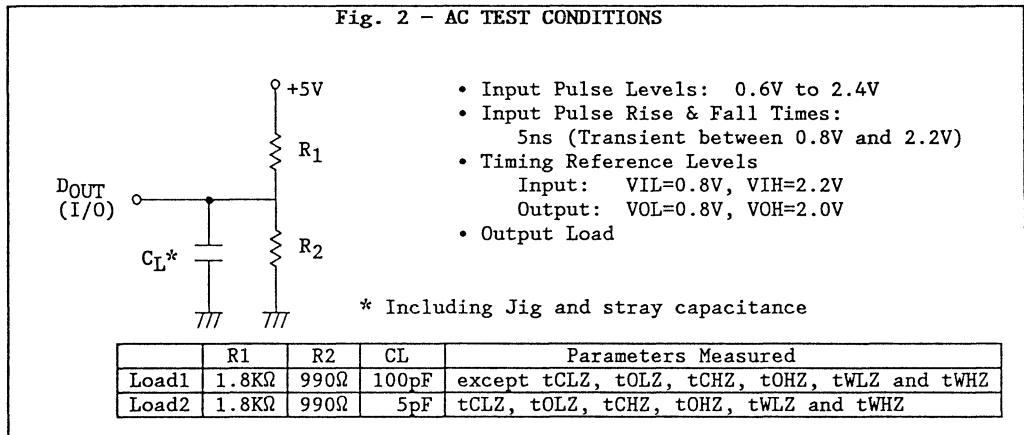 Fig. 2 - AC TEST CONDITIONS
+5V
R1
DOUT
(I/O)
R2
CL*
• Input Pulse Levels: 0.6V to 2.4V
• Input Pulse Rise & Fall Times:
5ns (Transient between 0.8V and 2.2V)
• Timing Reference Levels
Input: VIL=0.8V, VIH=2.2V
Output: VOL=0.8V, VOH=2.0V
• Output Load
* Including Jig and stray capacitance
R1 R2 CL Parameters Measured
Load1 1.8KΩ 990Ω 100pF except tCLZ, tOLZ, tCHZ, tOHZ, tWLZ and tWHZ
Load2 1.8KΩ 990Ω 5pF tCLZ, tOLZ, tCHZ, tOHZ, tWLZ and tWHZ